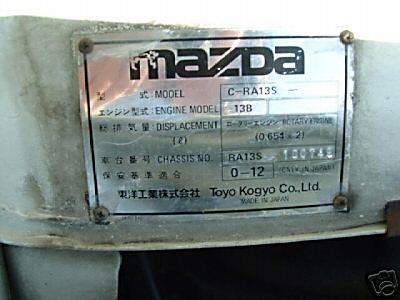 mazda
型 式 MODEL C-RA13S -
エンジン型式 ENGINE MODEL 13B
総排気量 DISPLACEMENT ロータリーエンジン ROTARY ENGINE
(ℓ) (0.654 × 2)
車台番号 CHASSIS NO. RA13S
保安基準適合 0-12 (ONLY IN JAPAN)
東洋工業株式会社 Toyo Kogyo Co., Ltd.
MADE IN JAPAN